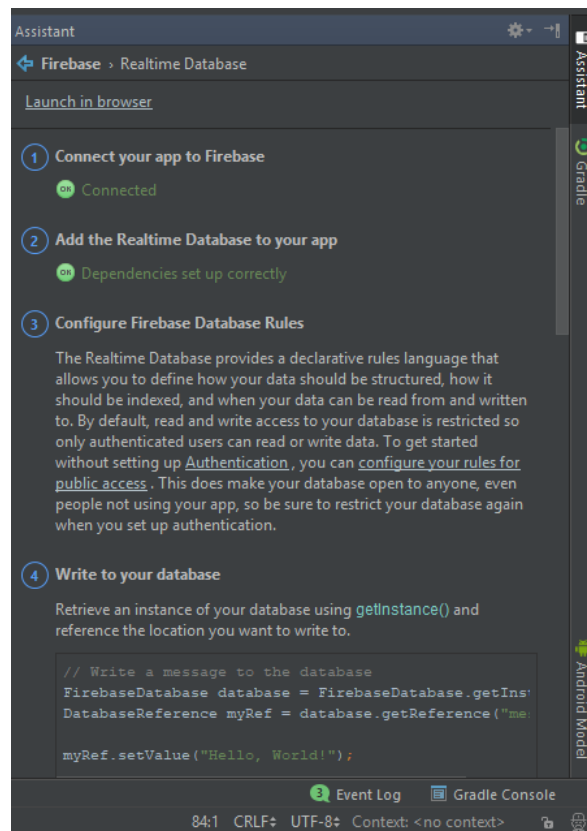 Assistant
Firebase › Realtime Database
Launch in browser
1 Connect your app to Firebase
OK Connected
2 Add the Realtime Database to your app
OK Dependencies set up correctly
3 Configure Firebase Database Rules
The Realtime Database provides a declarative rules language that
allows you to define how your data should be structured, how it
should be indexed, and when your data can be read from and written
to. By default, read and write access to your database is restricted so
only authenticated users can read or write data. To get started
without setting up Authentication , you can configure your rules for
public access . This does make your database open to anyone, even
people not using your app, so be sure to restrict your database again
when you set up authentication.
4 Write to your database
Retrieve an instance of your database using getInstance() and
reference the location you want to write to.
// Write a message to the database
FirebaseDatabase database = FirebaseDatabase.getInst
DatabaseReference myRef = database.getReference("me
myRef.setValue("Hello, World!");
Assistant
Gradle
Android Model
3 Event Log
Gradle Console
84:1 CRLF UTF-8 Context: <no context>